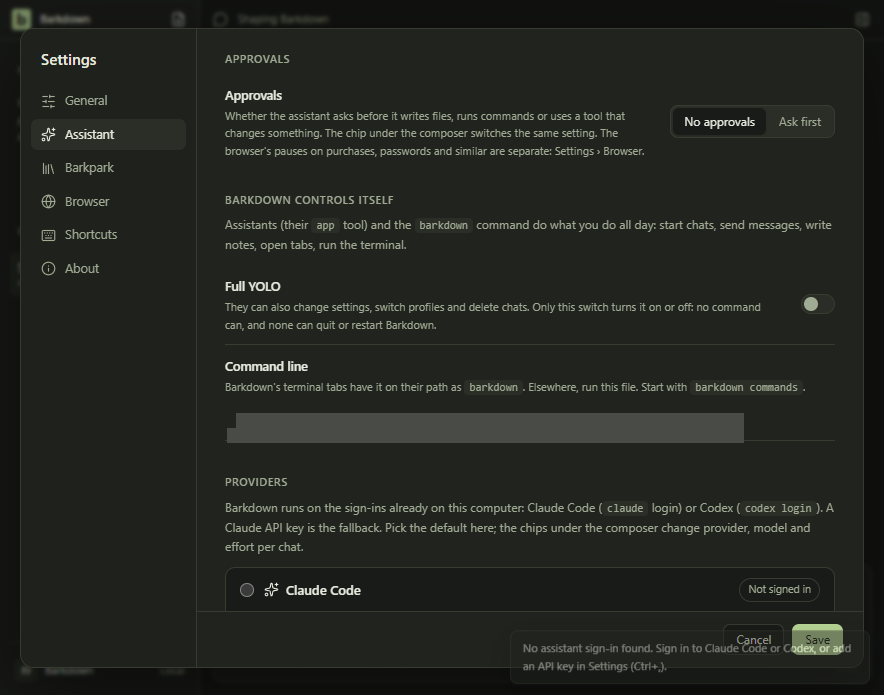 Barkdown
Shaping Barkdown
Settings
General
Assistant
Barkpark
Browser
Shortcuts
About
APPROVALS
Approvals
Whether the assistant asks before it writes files, runs commands or uses a tool that
changes something. The chip under the composer switches the same setting. The
browser's pauses on purchases, passwords and similar are separate: Settings › Browser.
No approvals
Ask first
BARKDOWN CONTROLS ITSELF
Assistants (their app tool) and the barkdown command do what you do all day: start chats, send messages, write
notes, open tabs, run the terminal.
Full YOLO
They can also change settings, switch profiles and delete chats. Only this switch turns it on or off: no command
can, and none can quit or restart Barkdown.
Command line
Barkdown's terminal tabs have it on their path as barkdown. Elsewhere, run this file. Start with barkdown commands.
PROVIDERS
Barkdown runs on the sign-ins already on this computer: Claude Code (claude login) or Codex (codex login). A
Claude API key is the fallback. Pick the default here; the chips under the composer change provider, model and
effort per chat.
Claude Code
Not signed in
Cancel
Save
No assistant sign-in found. Sign in to Claude Code or Codex, or add
an API key in Settings (Ctrl+,).
Barkdown